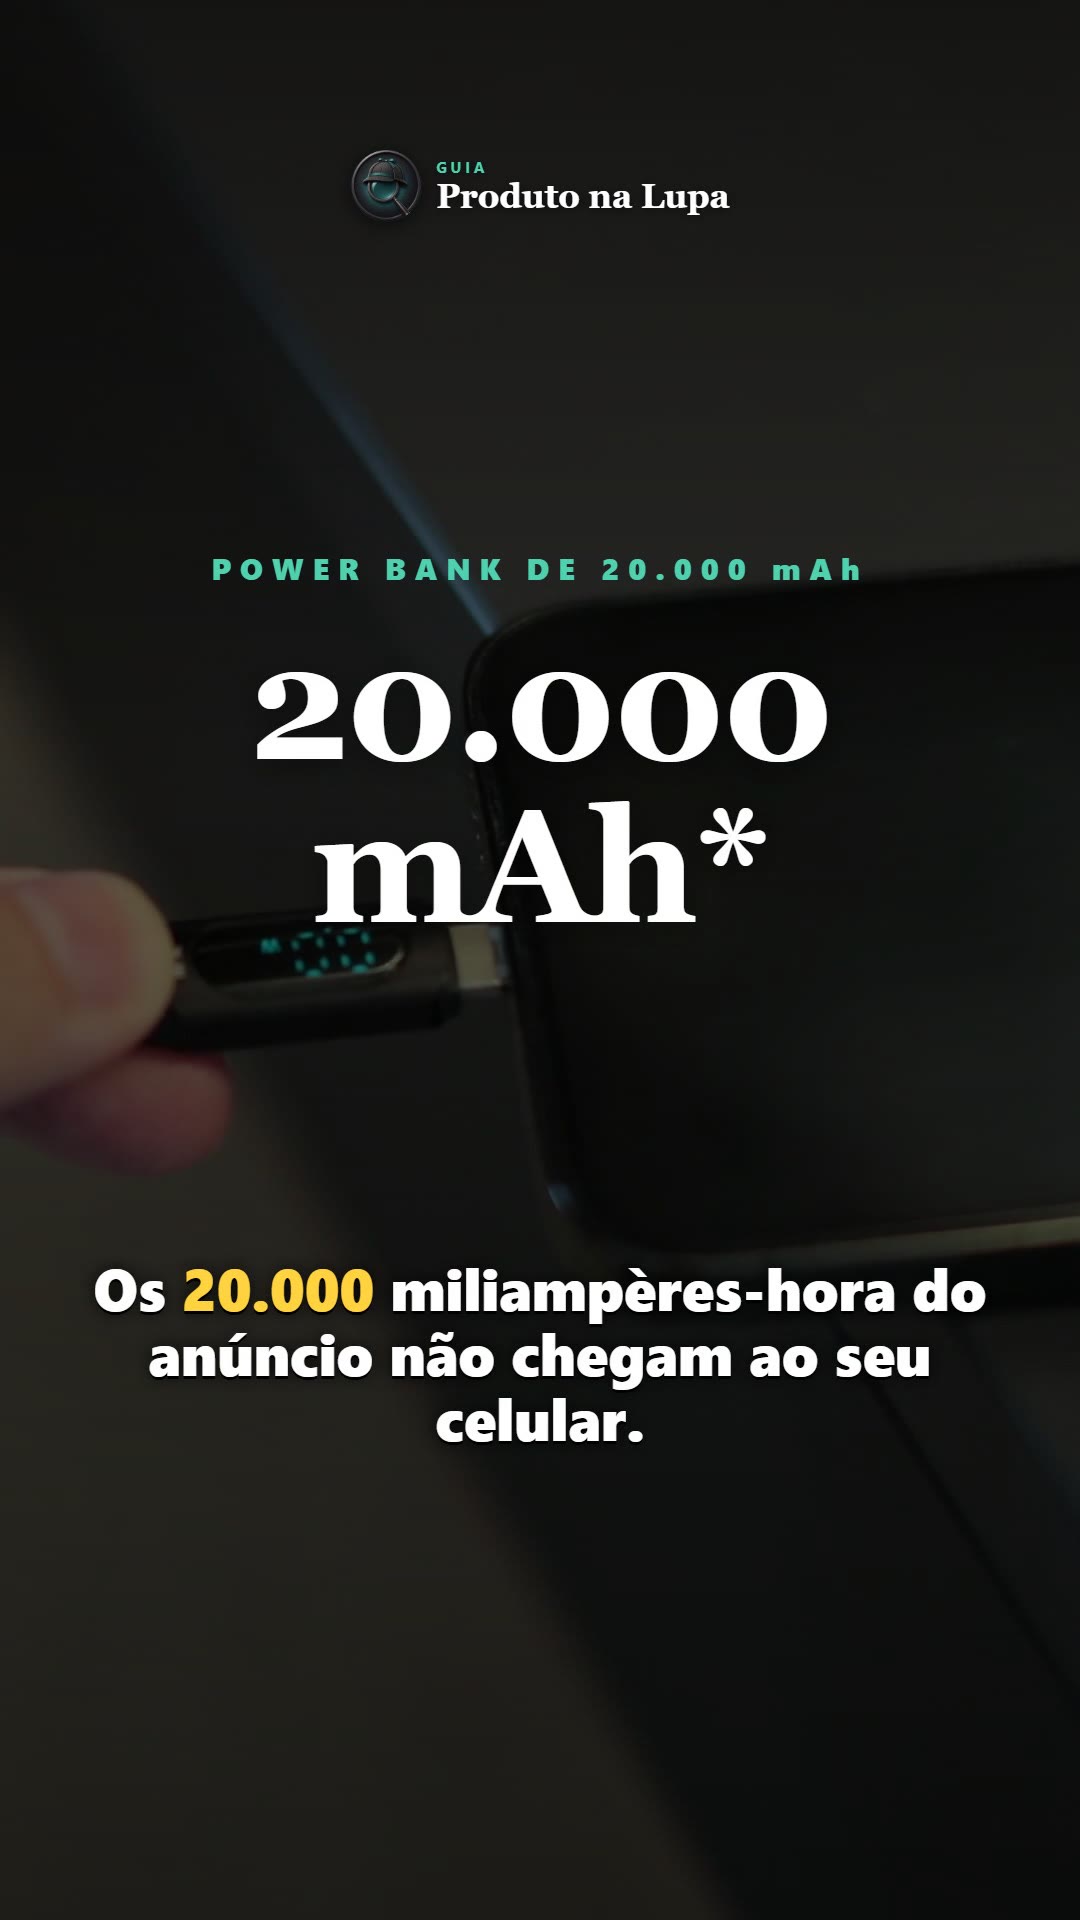 GUIA
Produto na Lupa
POWER BANK DE 20.000 mAh
20.000
mAh*
W
Os 20.000 miliampères-hora do
anúncio não chegam ao seu
celular.